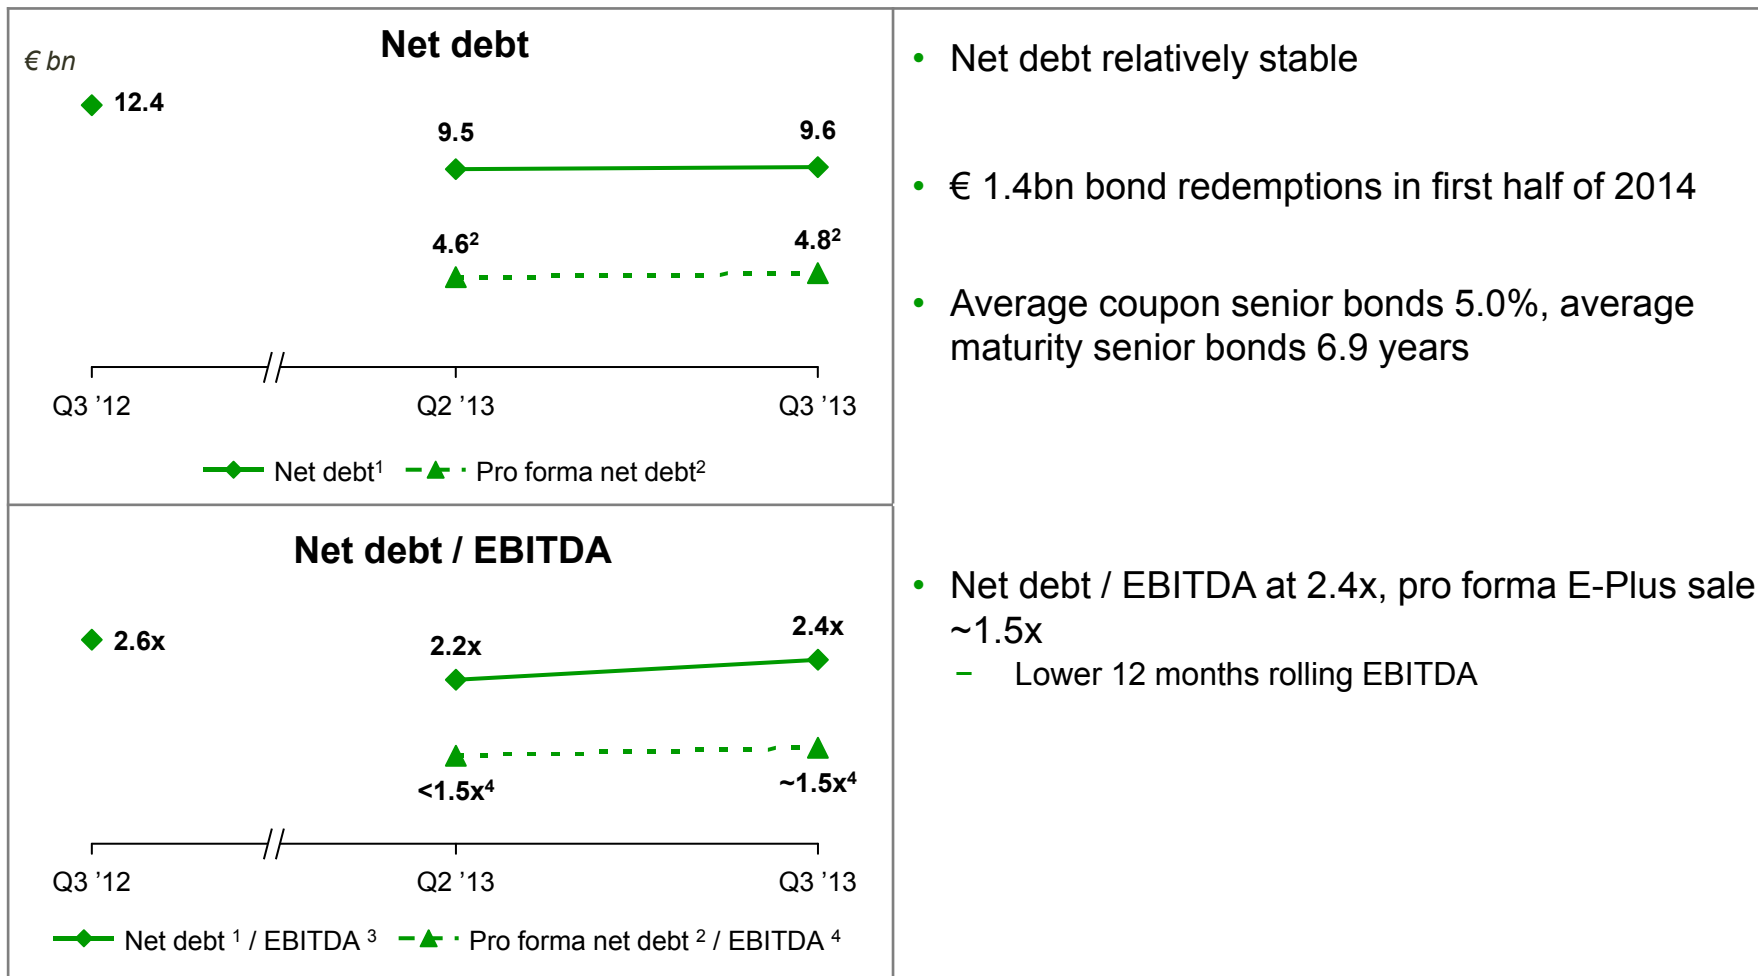 Net debt
€ bn
12.4
9.5
9.6
4.6²
4.8²
Q3 ’12
Q2 ’13
Q3 ’13
Net debt¹
Pro forma net debt²
• Net debt relatively stable
• € 1.4bn bond redemptions in first half of 2014
• Average coupon senior bonds 5.0%, average
maturity senior bonds 6.9 years
Net debt / EBITDA
2.6x
2.2x
2.4x
<1.5x⁴
~1.5x⁴
Q3 ’12
Q2 ’13
Q3 ’13
Net debt ¹ / EBITDA ³
Pro forma net debt ² / EBITDA ⁴
• Net debt / EBITDA at 2.4x, pro forma E-Plus sale
~1.5x
− Lower 12 months rolling EBITDA